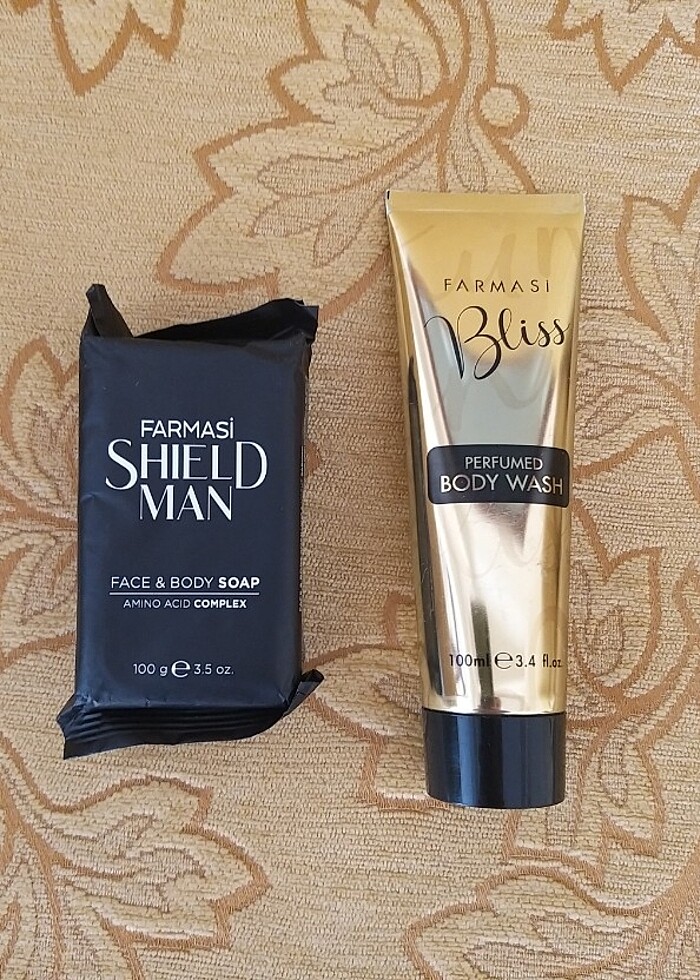 FARMASİ
SHIELD
MAN
FACE & BODY SOAP
AMINO ACID COMPLEX
100 g ℮ 3.5 oz.
FARMASİ
Bliss
PERFUMED
BODY WASH
100ml ℮ 3.4 fl.oz.